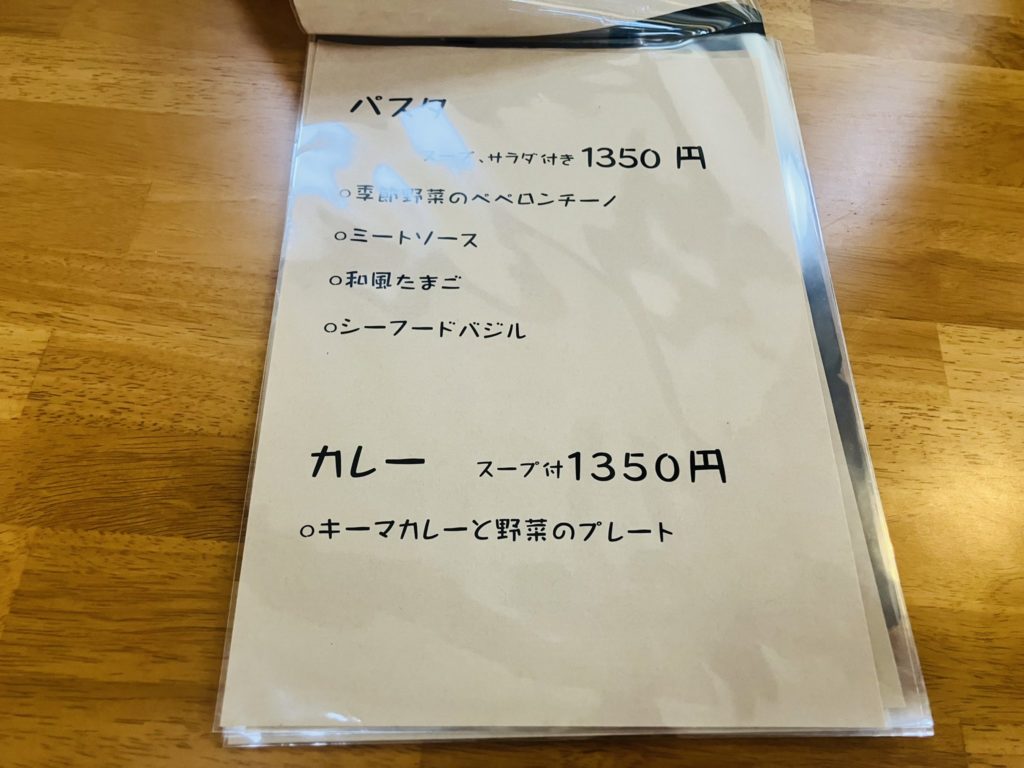 パスタ
スープ、サラダ付き 1350 円
○季節野菜のペペロンチーノ
○ミートソース
○和風たまご
○シーフードバジル
カレー スープ付1350円
○キーマカレーと野菜のプレート